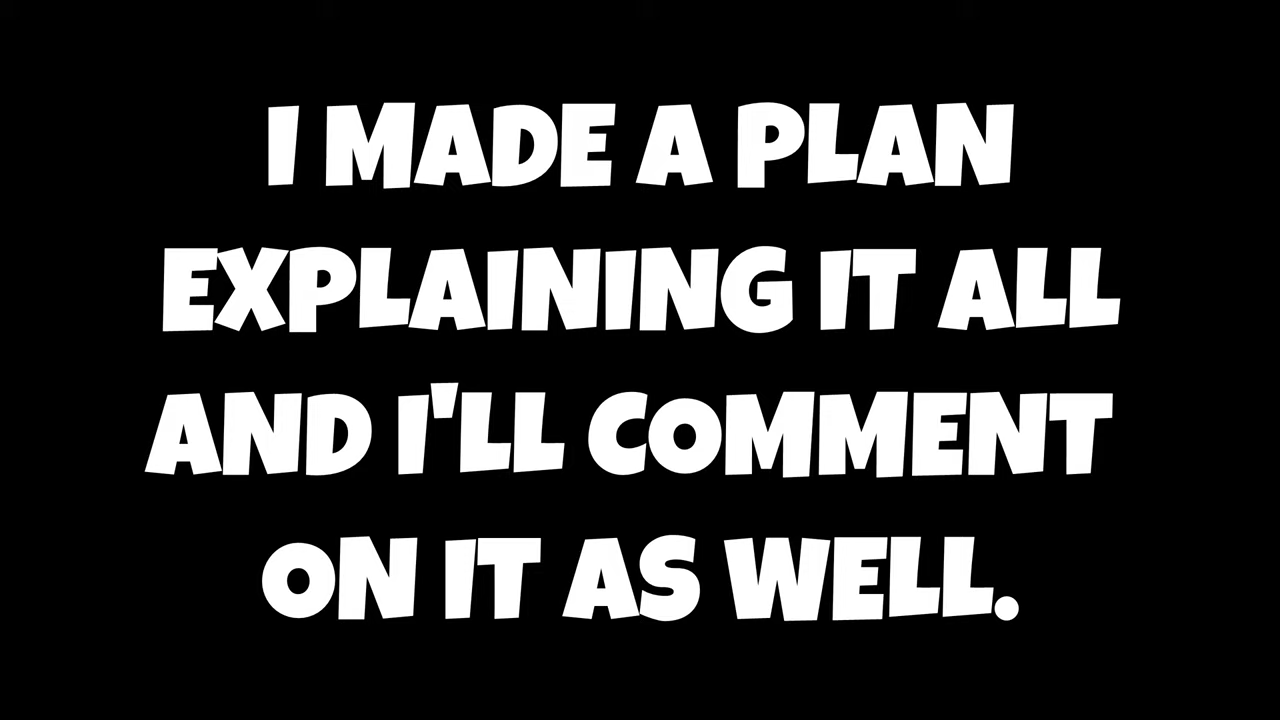 I MADE A PLAN
EXPLAINING IT ALL
AND I'LL COMMENT
ON IT AS WELL.